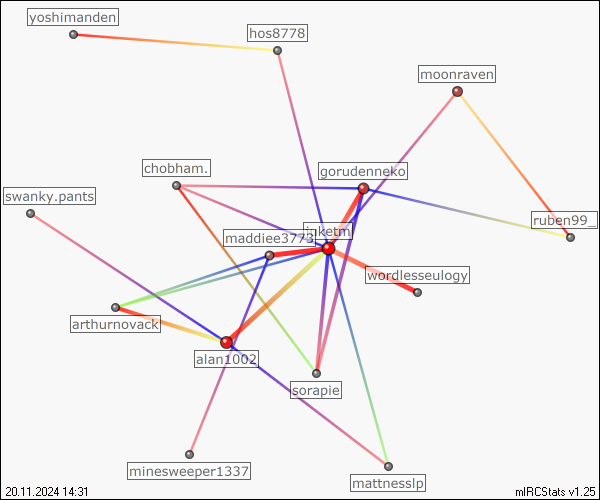 yoshimanden
hos8778
moonraven
chobham.
gorudenneko
swanky.pants
ruben99_
maddiee3773
wordlesseulogy
arthurnovack
alan1002
sorapie
minesweeper1337
mattnesslp
20.11.2024 14:31
mIRCStats v1.25